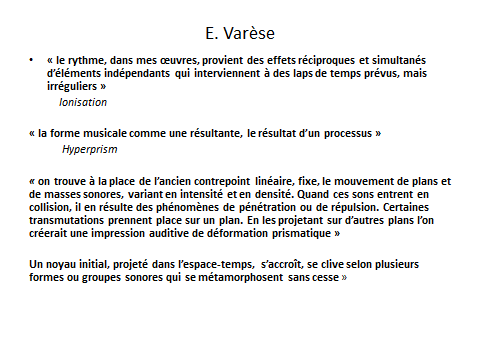 E. Varèse
• « le rythme, dans mes œuvres, provient des effets réciproques et simultanés
d'éléments indépendants qui interviennent à des laps de temps prévus, mais
irréguliers »
Ionisation
« la forme musicale comme une résultante, le résultat d'un processus »
Hyperprism
« on trouve à la place de l'ancien contrepoint linéaire, fixe, le mouvement de plans et
de masses sonores, variant en intensité et en densité. Quand ces sons entrent en
collision, il en résulte des phénomènes de pénétration ou de répulsion. Certaines
transmutations prennent place sur un plan. En les projetant sur d'autres plans l'on
créerait une impression auditive de déformation prismatique »
Un noyau initial, projeté dans l'espace-temps, s'accroît, se clive selon plusieurs
formes ou groupes sonores qui se métamorphosent sans cesse »